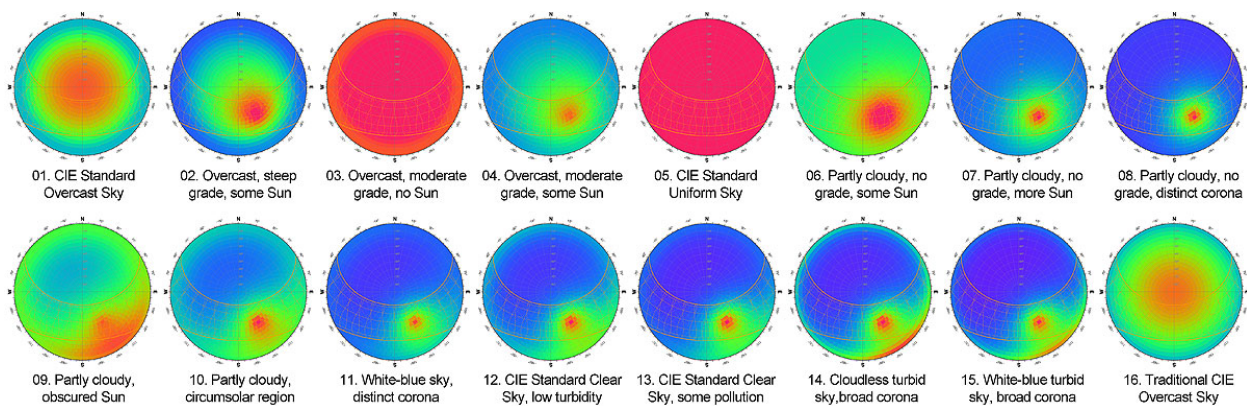 01. CIE Standard
Overcast Sky
02. Overcast, steep
grade, some Sun
03. Overcast, moderate
grade, no Sun
04. Overcast, moderate
grade, some Sun
05. CIE Standard
Uniform Sky
06. Partly cloudy, no
grade, some Sun
07. Partly cloudy, no
grade, more Sun
08. Partly cloudy, no
grade, distinct corona
09. Partly cloudy,
obscured Sun
10. Partly cloudy,
circumsolar region
11. White-blue sky,
distinct corona
12. CIE Standard Clear
Sky, low turbidity
13. CIE Standard Clear
Sky, some pollution
14. Cloudless turbid
sky,broad corona
15. White-blue turbid
sky, broad corona
16. Traditional CIE
Overcast Sky